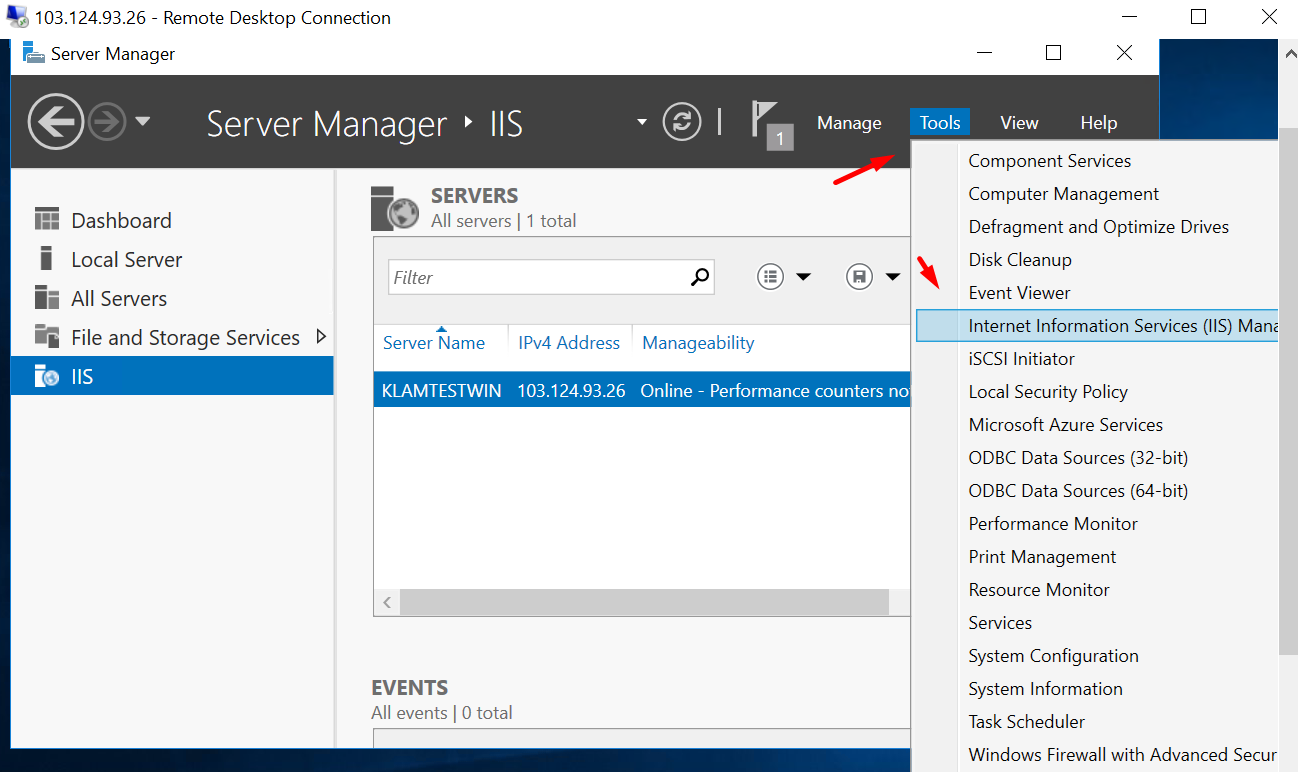 103.124.93.26 - Remote Desktop Connection
Server Manager
Server Manager IIS
1
Manage
Tools
View
Help
Dashboard
Local Server
All Servers
File and Storage Services
IIS
SERVERS
All servers | 1 total
Filter
Server Name IPv4 Address Manageability
KLAMTESTWIN 103.124.93.26 Online - Performance counters no
EVENTS
All events | 0 total
Component Services
Computer Management
Defragment and Optimize Drives
Disk Cleanup
Event Viewer
Internet Information Services (IIS) Mana
iSCSI Initiator
Local Security Policy
Microsoft Azure Services
ODBC Data Sources (32-bit)
ODBC Data Sources (64-bit)
Performance Monitor
Print Management
Resource Monitor
Services
System Configuration
System Information
Task Scheduler
Windows Firewall with Advanced Secur